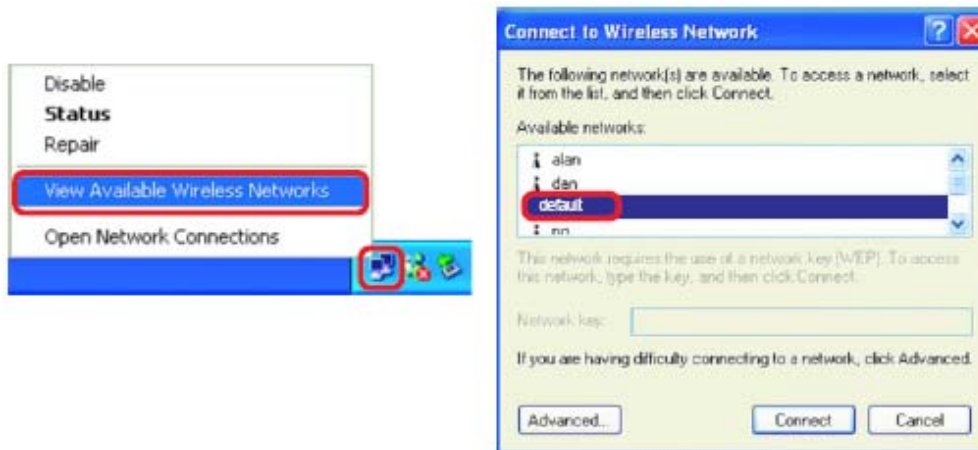 Disable
Status
Repair
View Available Wireless Networks
Open Network Connections
Connect to Wireless Network
The following network(s) are available. To access a network, select
it from the list, and then click Connect.
Available networks:
alan
dan
default
This network requires the use of a network key (WEP). To access
this network, type the key, and then click Connect.
Network key:
If you are having difficulty connecting to a network, click Advanced.
Advanced...
Connect
Cancel